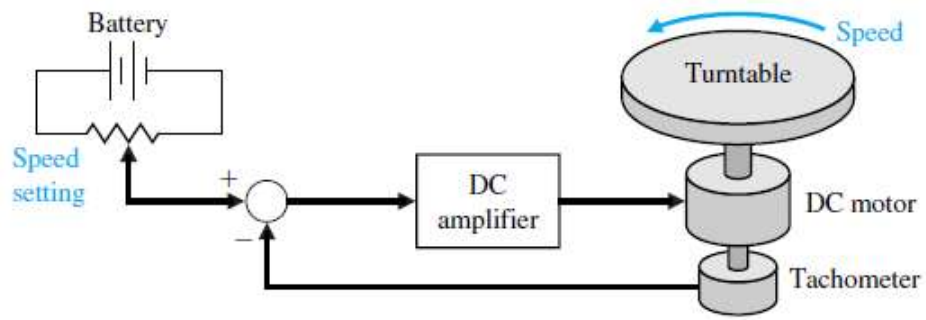 Battery
Speed
Turntable
Speed
setting
+
−
DC
amplifier
DC motor
Tachometer